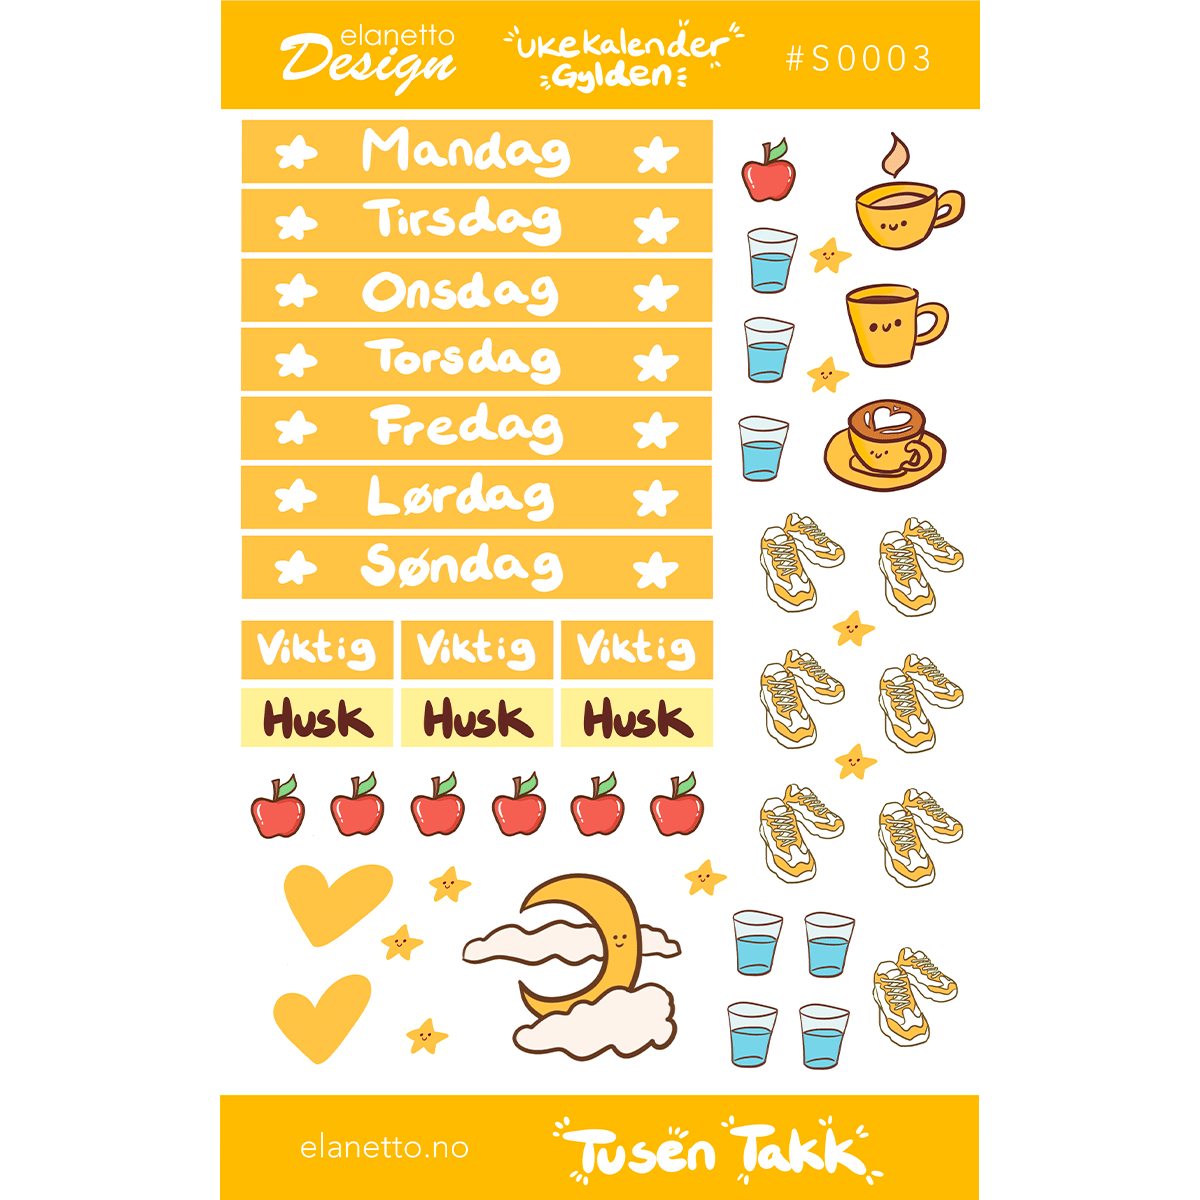 elanetto
Design
Ukekalender
Gylden
#S0003
Mandag
Tirsdag
Onsdag
Torsdag
Fredag
Lørdag
Søndag
Viktig Viktig Viktig
Husk Husk Husk
elanetto.no
Tusen Takk